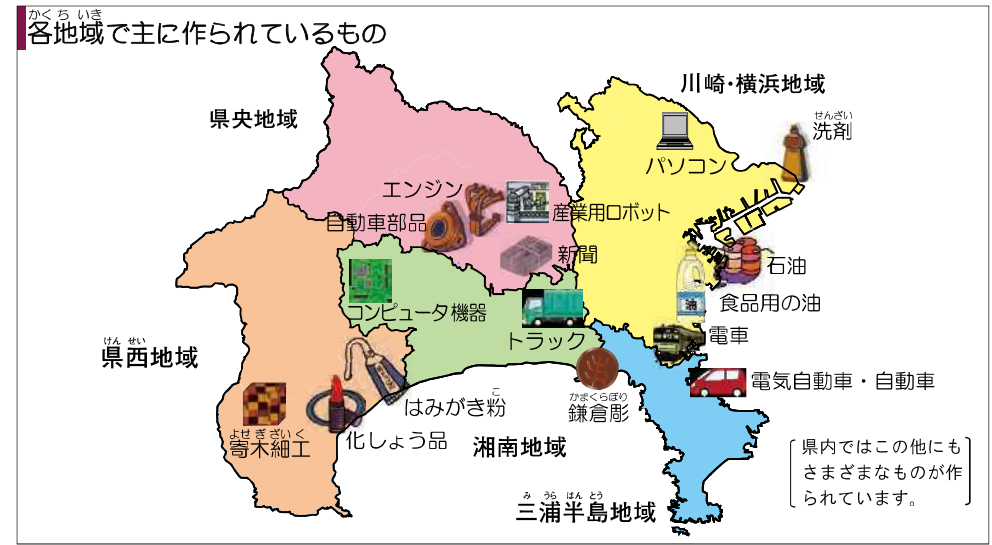 かくちいき
各地域で主に作られているもの
県央地域
川崎・横浜地域
せんざい
洗剤
パソコン
エンジン
自動車部品
産業用ロボット
新聞
石油
食品用の油
油
コンピュータ機器
トラック
電車
けんせい
県西地域
電気自動車・自動車
はみがき粉
こ
かまくらぼり
鎌倉彫
よせぎざいく
寄木細工
化しょう品
湘南地域
みうらはんとう
三浦半島地域
県内ではこの他にも
さまざまなものが作
られています。